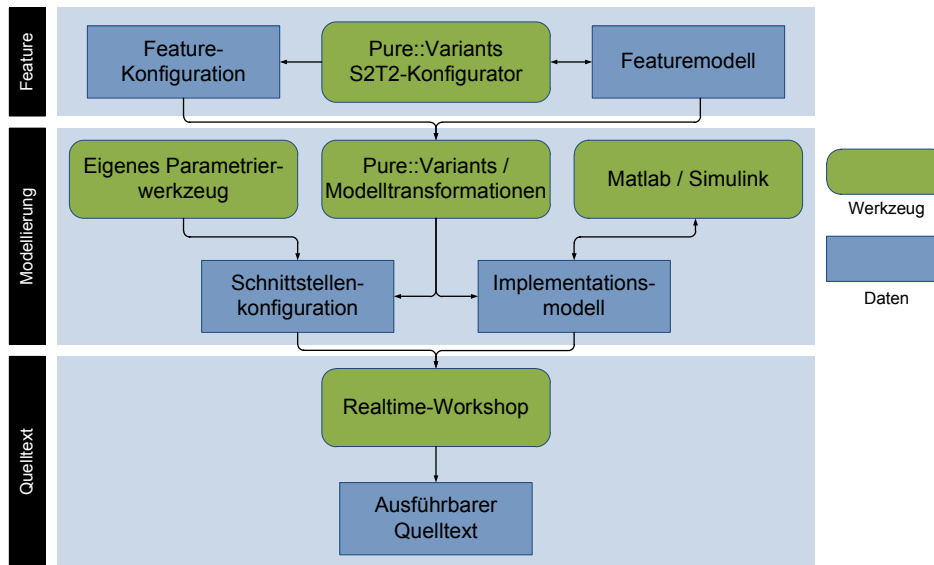 Feature
Feature-
Konfiguration
Pure::Variants
S2T2-Konfigurator
Featuremodell
Modellierung
Eigenes Parametrier-
werkzeug
Pure::Variants /
Modelltransformationen
Matlab / Simulink
Werkzeug
Schnittstellen-
konfiguration
Implementations-
modell
Daten
Quelltext
Realtime-Workshop
Ausführbarer
Quelltext